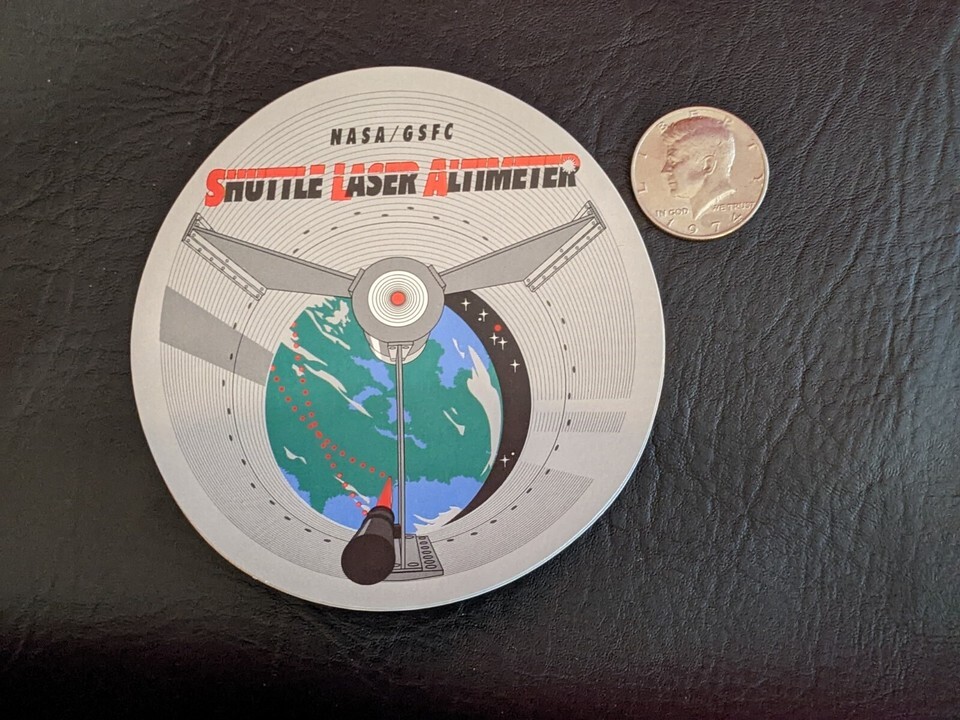 NASA/GSFC
SHUTTLE LASER ALTIMETER
LIBERTY
IN GOD WE TRUST
1974